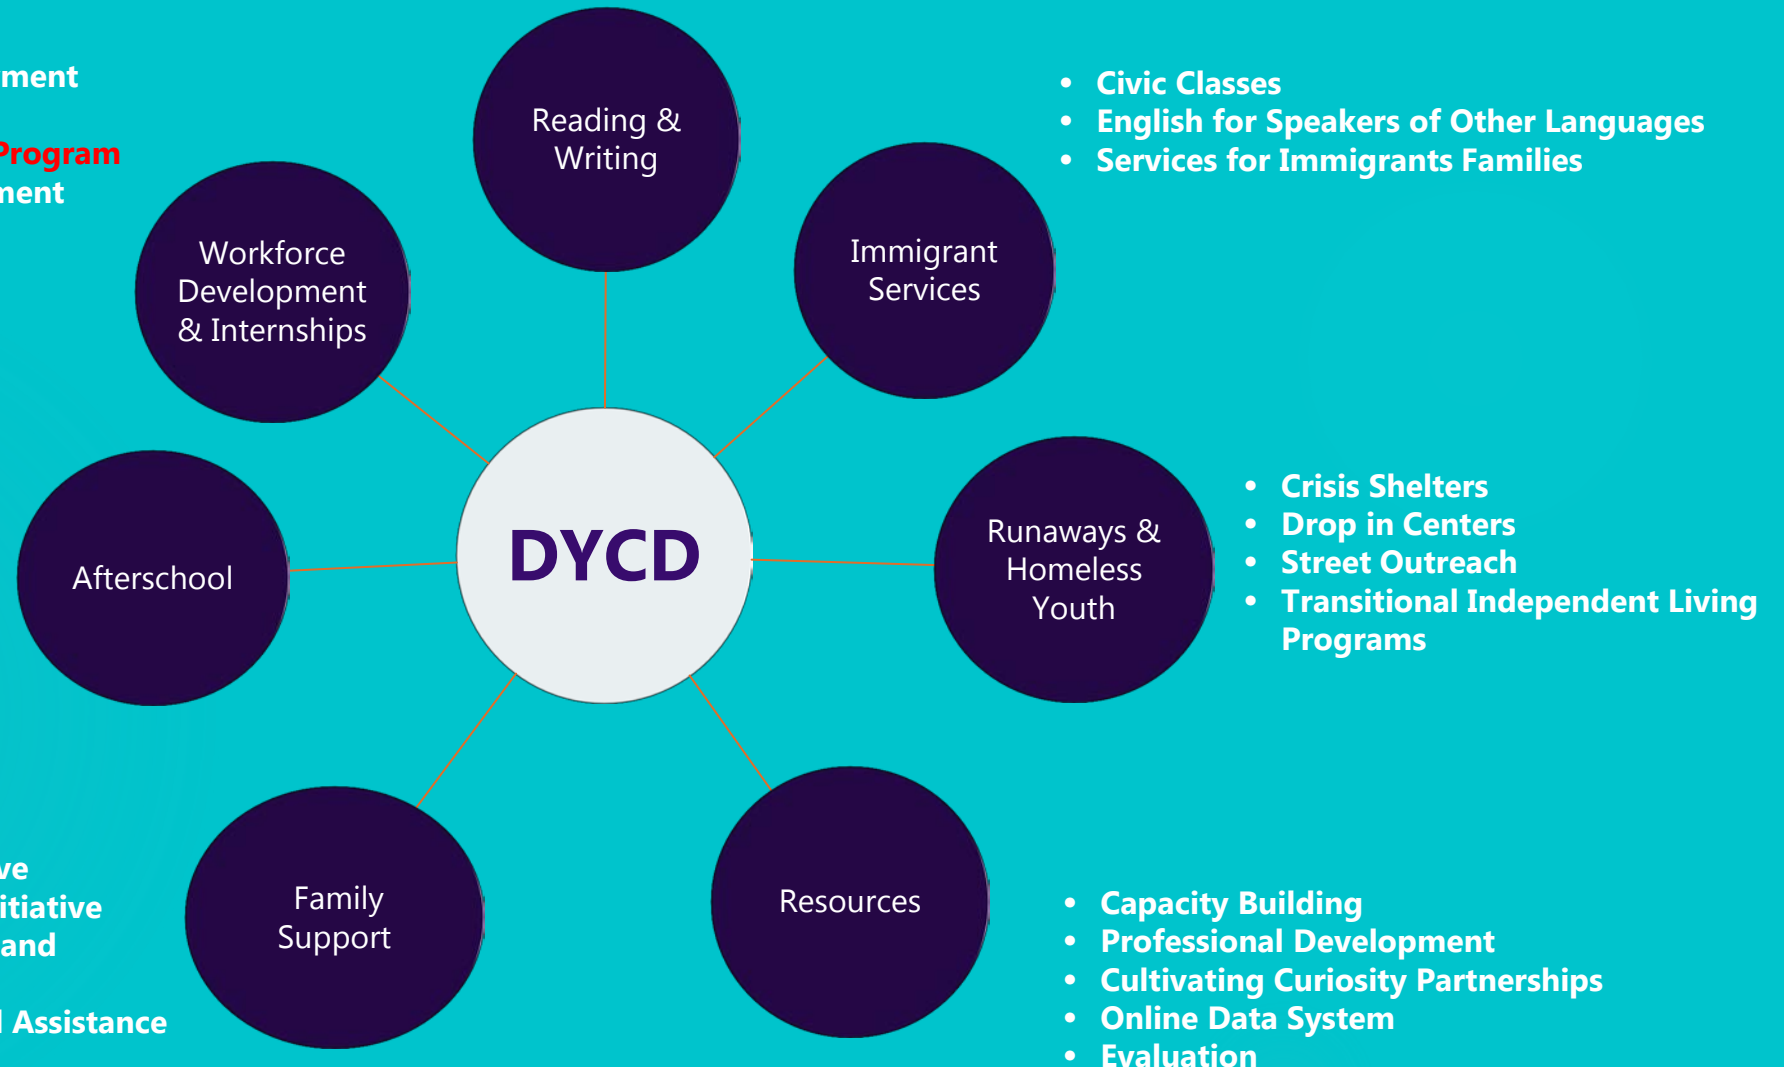 ment
Program
ment
Reading &
Writing
• Civic Classes
• English for Speakers of Other Languages
• Services for Immigrants Families
Workforce
Development
& Internships
Immigrant
Services
DYCD
Afterschool
Runaways &
Homeless
Youth
• Crisis Shelters
• Drop in Centers
• Street Outreach
• Transitional Independent Living
Programs
ve
itiative
and
Assistance
Family
Support
Resources
• Capacity Building
• Professional Development
• Cultivating Curiosity Partnerships
• Online Data System
• Evaluation